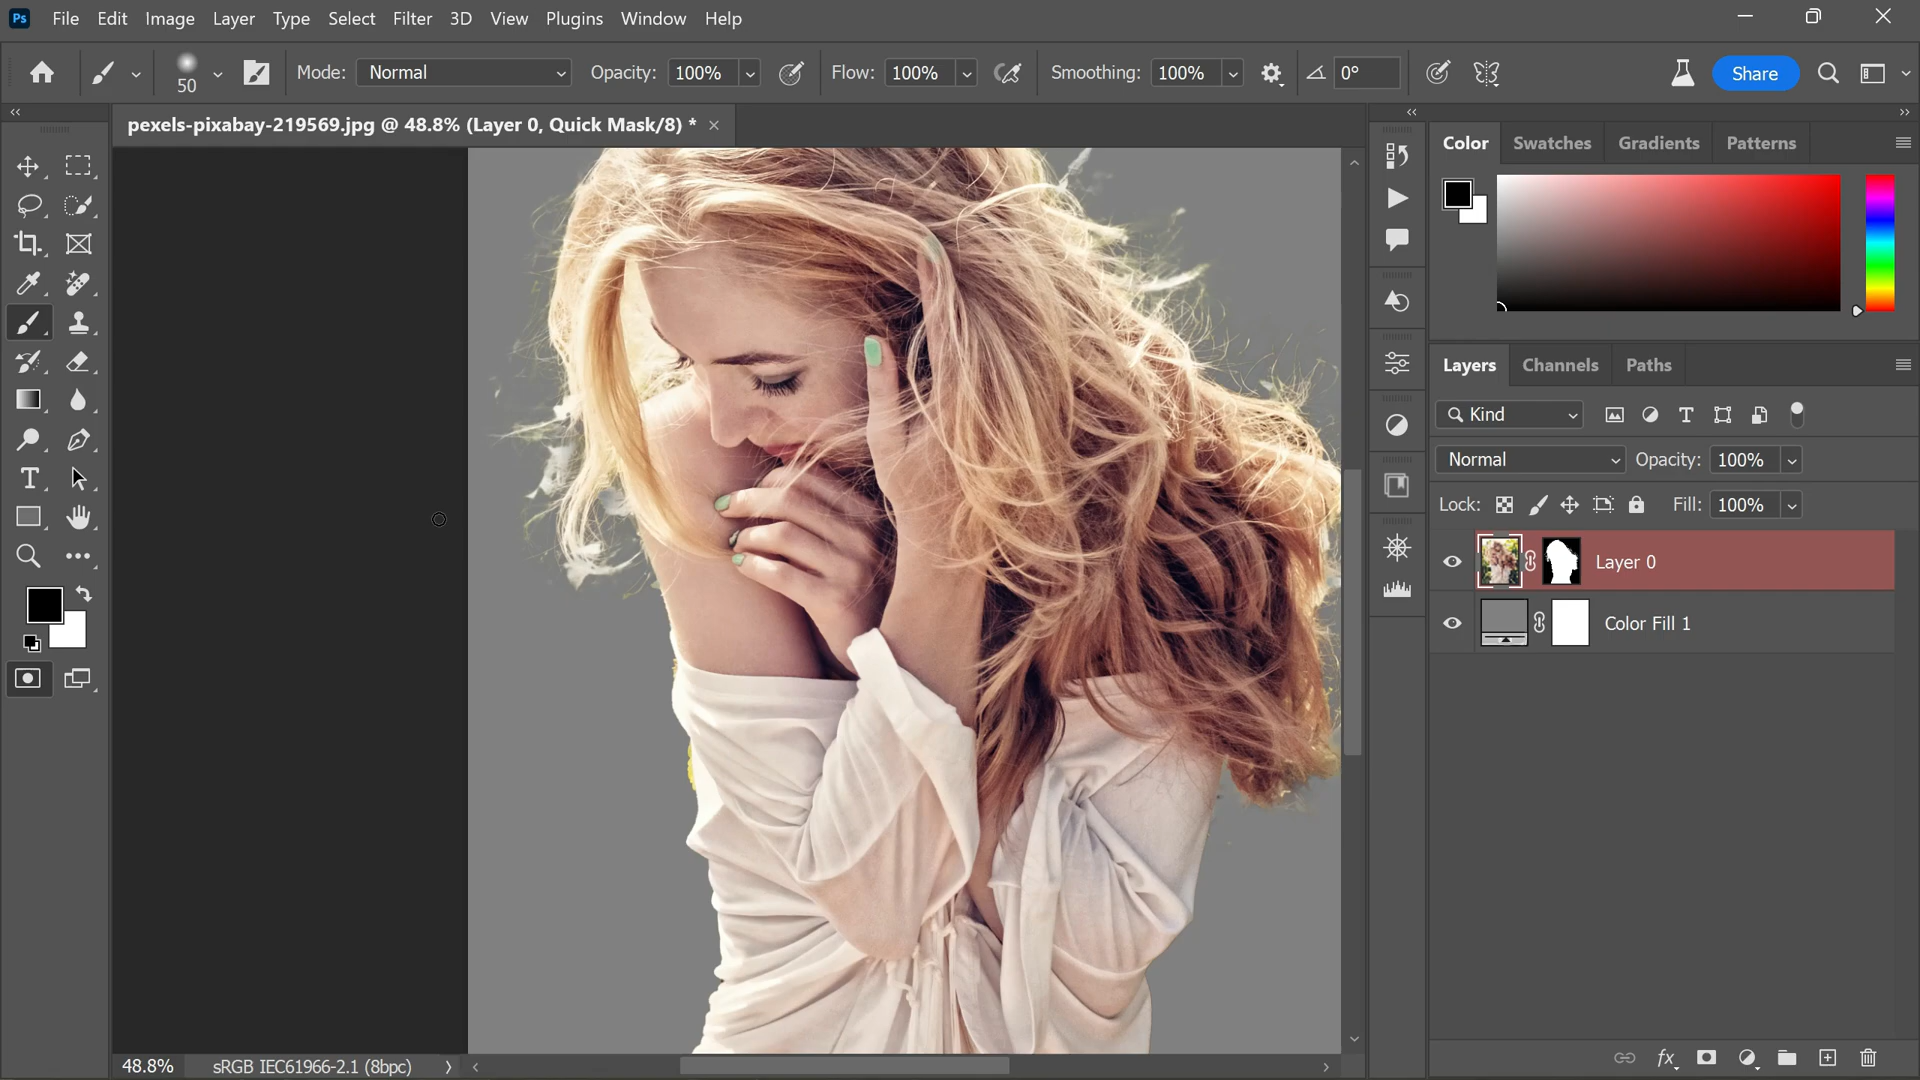 Ps File Edit Image Layer Type Select Filter 3D View Plugins Window Help
50 Mode: Normal Opacity: 100% Flow: 100% Smoothing: 100% 0° Share
pexels-pixabay-219569.jpg @ 48.8% (Layer 0, Quick Mask/8) *
Color Swatches Gradients Patterns
Layers Channels Paths
Kind
Normal Opacity: 100%
Lock: Fill: 100%
Layer 0
Color Fill 1
48.8% sRGB IEC61966-2.1 (8bpc)